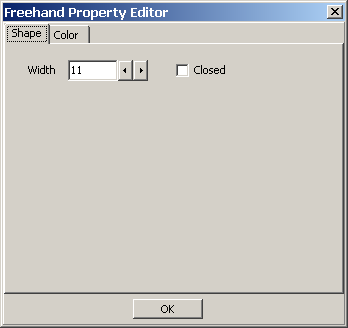 Freehand Property Editor
Shape Color
Width 11 Closed
OK